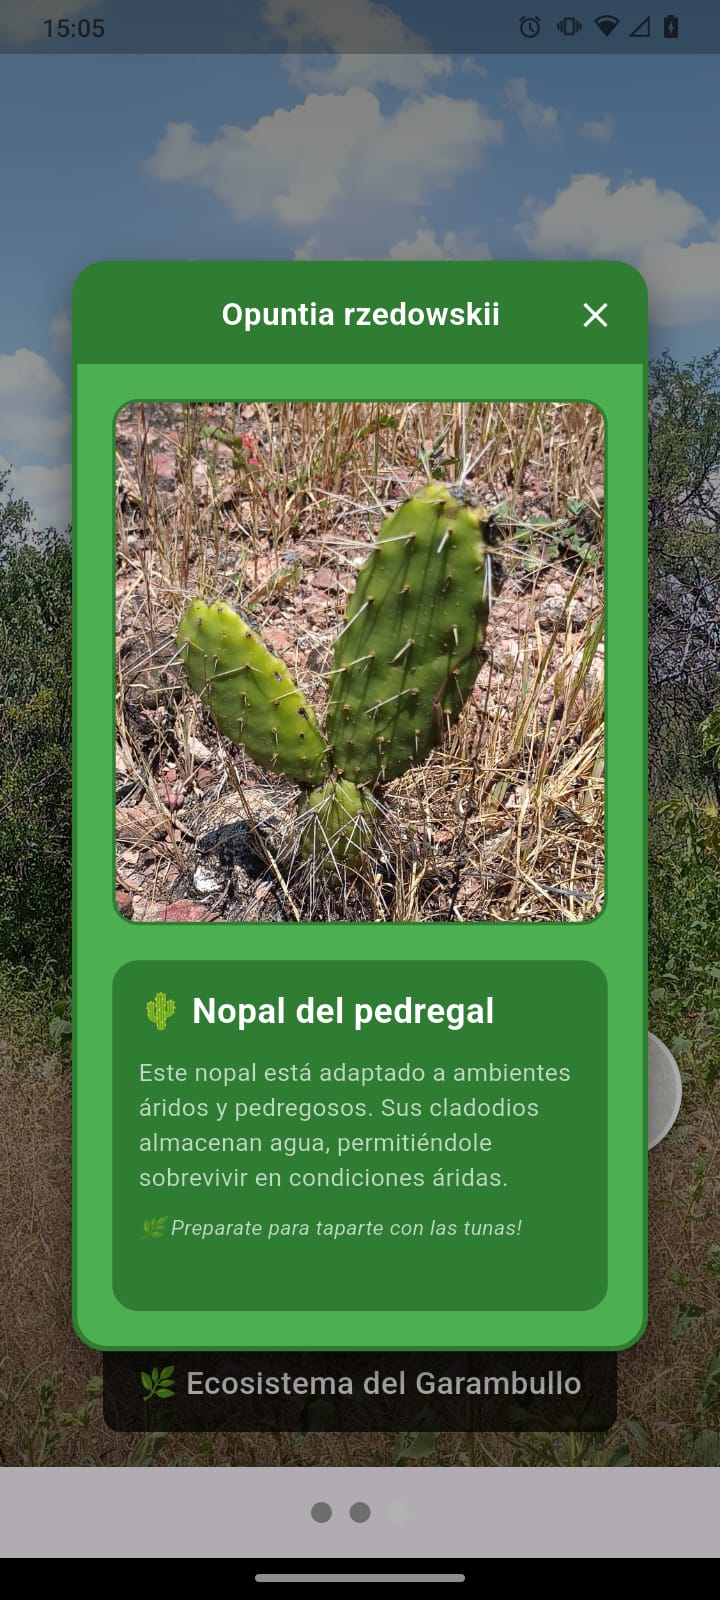 15:05
Opuntia rzedowskii
🌵 Nopal del pedregal
Este nopal está adaptado a ambientes
áridos y pedregosos. Sus cladodios
almacenan agua, permitiéndole
sobrevivir en condiciones áridas.
🌿 Preparate para taparte con las tunas!
🌿 Ecosistema del Garambullo